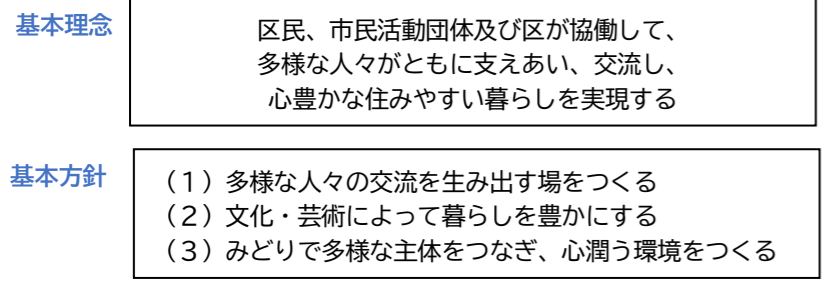 基本理念
区民、市民活動団体及び区が協働して、
多様な人々がともに支えあい、交流し、
心豊かな住みやすい暮らしを実現する
基本方針
（１）多様な人々の交流を生み出す場をつくる
（２）文化・芸術によって暮らしを豊かにする
（３）みどりで多様な主体をつなぎ、心潤う環境をつくる